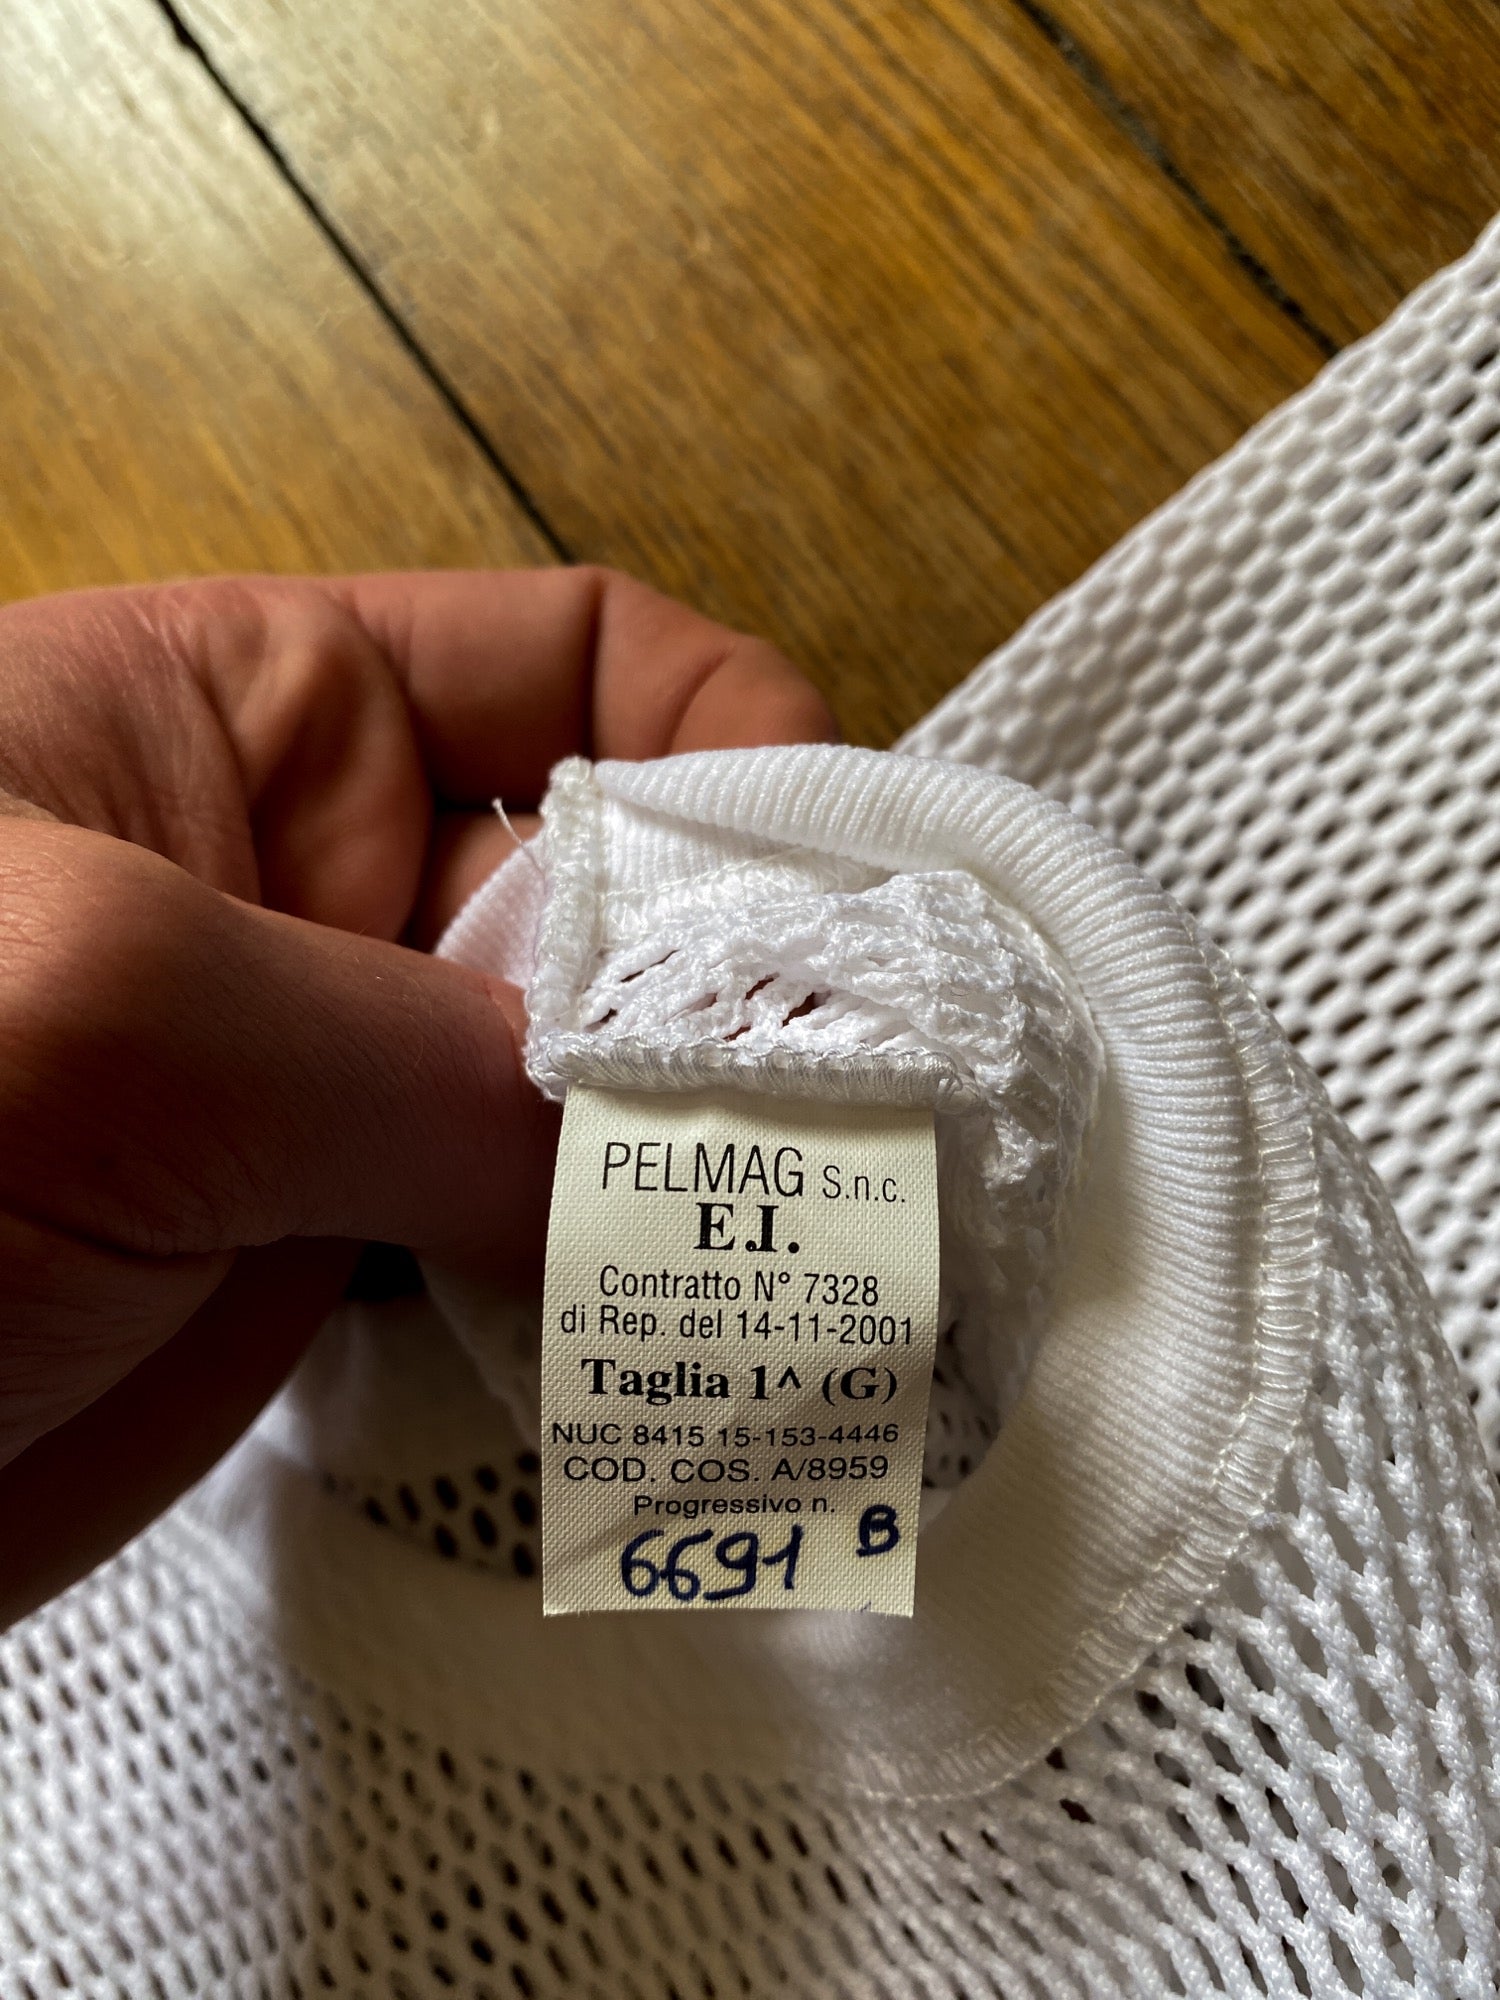 PELMAG S.n.c.
E.I.
Contratto N° 7328
di Rep. del 14-11-2001
Taglia 1^ (G)
NUC 8415 15-153-4446
COD. COS. A/8959
Progressivo n.
6691 B